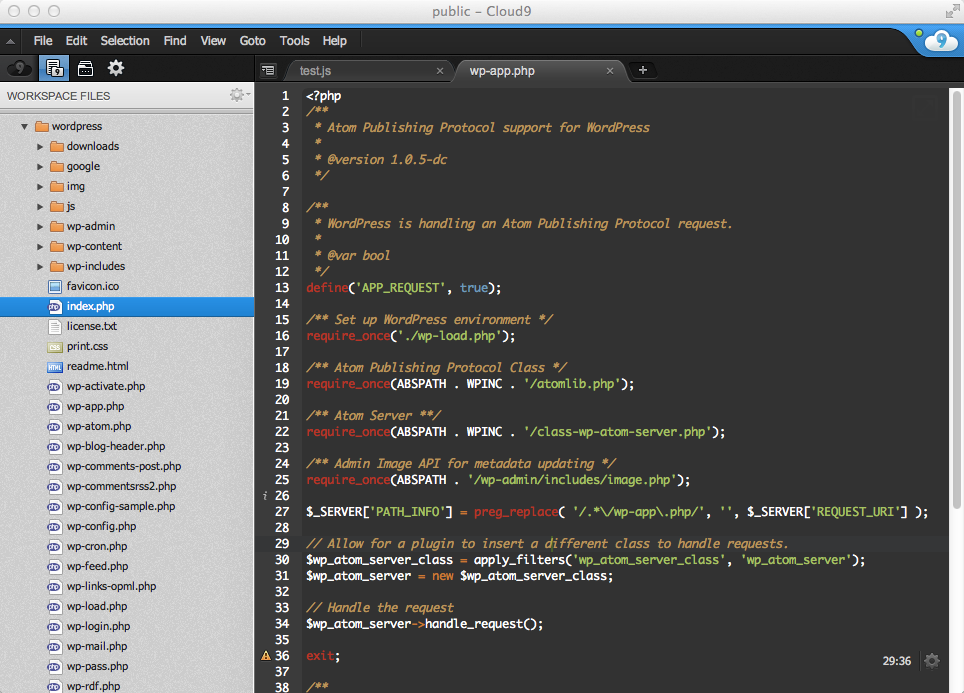 public – Cloud9
File Edit Selection Find View Goto Tools Help
9
test.js × wp-app.php × +
WORKSPACE FILES
wordpress
downloads
google
img
js
wp-admin
wp-content
wp-includes
favicon.ico
index.php
license.txt
print.css
readme.html
wp-activate.php
wp-app.php
wp-atom.php
wp-blog-header.php
wp-comments-post.php
wp-commentsrss2.php
wp-config-sample.php
wp-config.php
wp-cron.php
wp-feed.php
wp-links-opml.php
wp-load.php
wp-login.php
wp-mail.php
wp-pass.php
wp-rdf.php
1 <?php
2 /**
3  * Atom Publishing Protocol support for WordPress
4  *
5  * @version 1.0.5-dc
6  */
7
8 /**
9  * WordPress is handling an Atom Publishing Protocol request.
10  *
11  * @var bool
12  */
13 define('APP_REQUEST', true);
14
15 /** Set up WordPress environment */
16 require_once('./wp-load.php');
17
18 /** Atom Publishing Protocol Class */
19 require_once(ABSPATH . WPINC . '/atomlib.php');
20
21 /** Atom Server **/
22 require_once(ABSPATH . WPINC . '/class-wp-atom-server.php');
23
24 /** Admin Image API for metadata updating */
25 require_once(ABSPATH . '/wp-admin/includes/image.php');
i 26
27 $_SERVER['PATH_INFO'] = preg_replace( '/.*\/wp-app\.php/', '', $_SERVER['REQUEST_URI'] );
28
29 // Allow for a plugin to insert a different class to handle requests.
30 $wp_atom_server_class = apply_filters('wp_atom_server_class', 'wp_atom_server');
31 $wp_atom_server = new $wp_atom_server_class;
32
33 // Handle the request
34 $wp_atom_server->handle_request();
35
36 exit;
37
38 /**
29:36